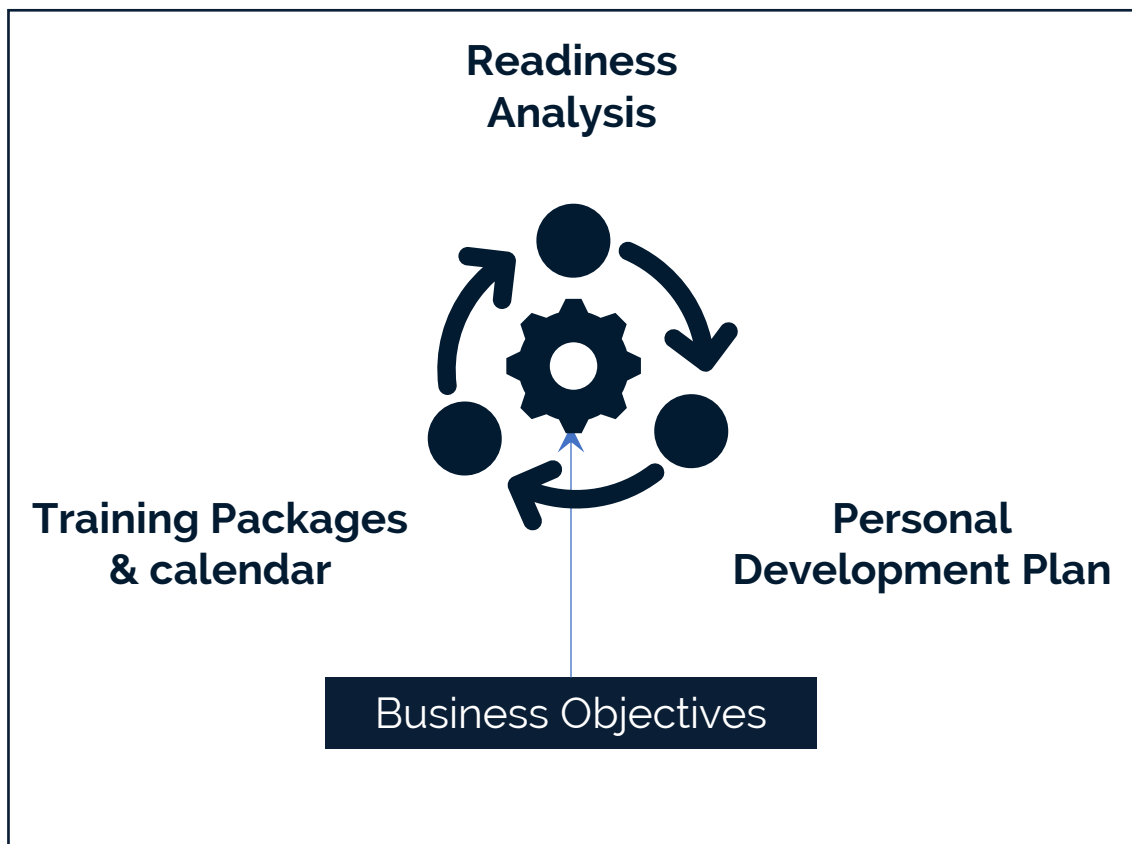 Readiness
Analysis
Training Packages
& calendar
Personal
Development Plan
Business Objectives